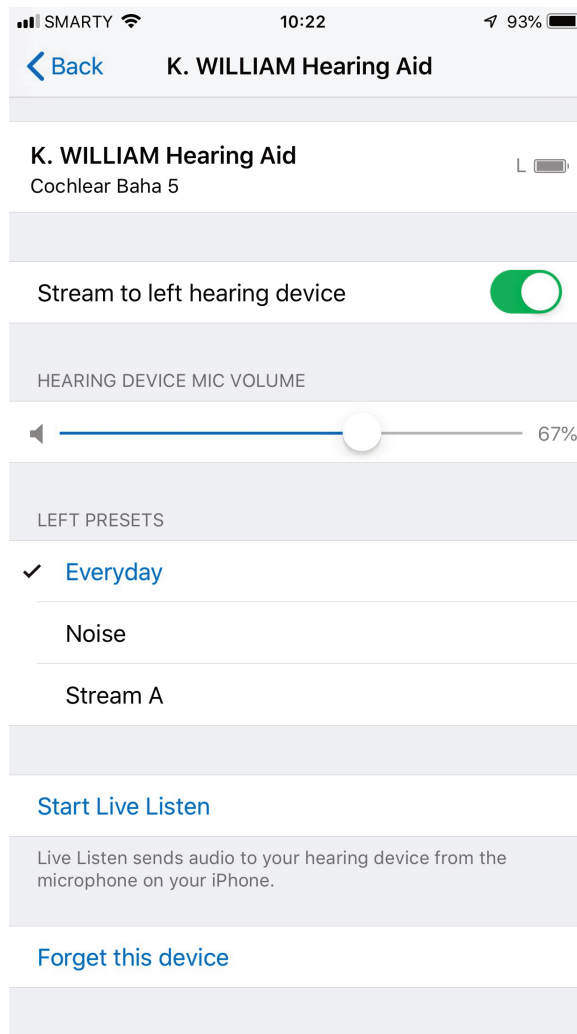 SMARTY 10:22 93%
Back K. WILLIAM Hearing Aid
K. WILLIAM Hearing Aid
L
Cochlear Baha 5
Stream to left hearing device
HEARING DEVICE MIC VOLUME
67%
LEFT PRESETS
Everyday
Noise
Stream A
Start Live Listen
Live Listen sends audio to your hearing device from the
microphone on your iPhone.
Forget this device